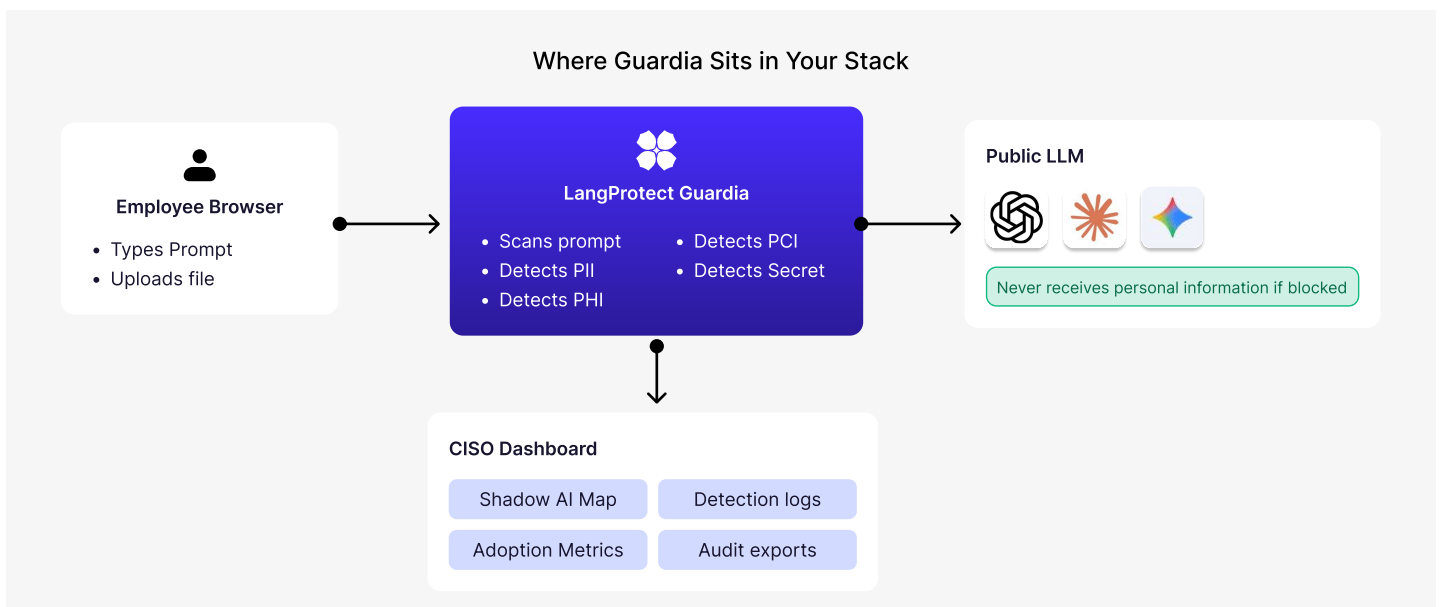 Where Guardia Sits in Your Stack
Employee Browser
Types Prompt
Uploads file
LangProtect Guardia
Scans prompt
Detects PII
Detects PHI
Detects PCI
Detects Secret
Public LLM
Never receives personal information if blocked
CISO Dashboard
Shadow AI Map
Detection logs
Adoption Metrics
Audit exports